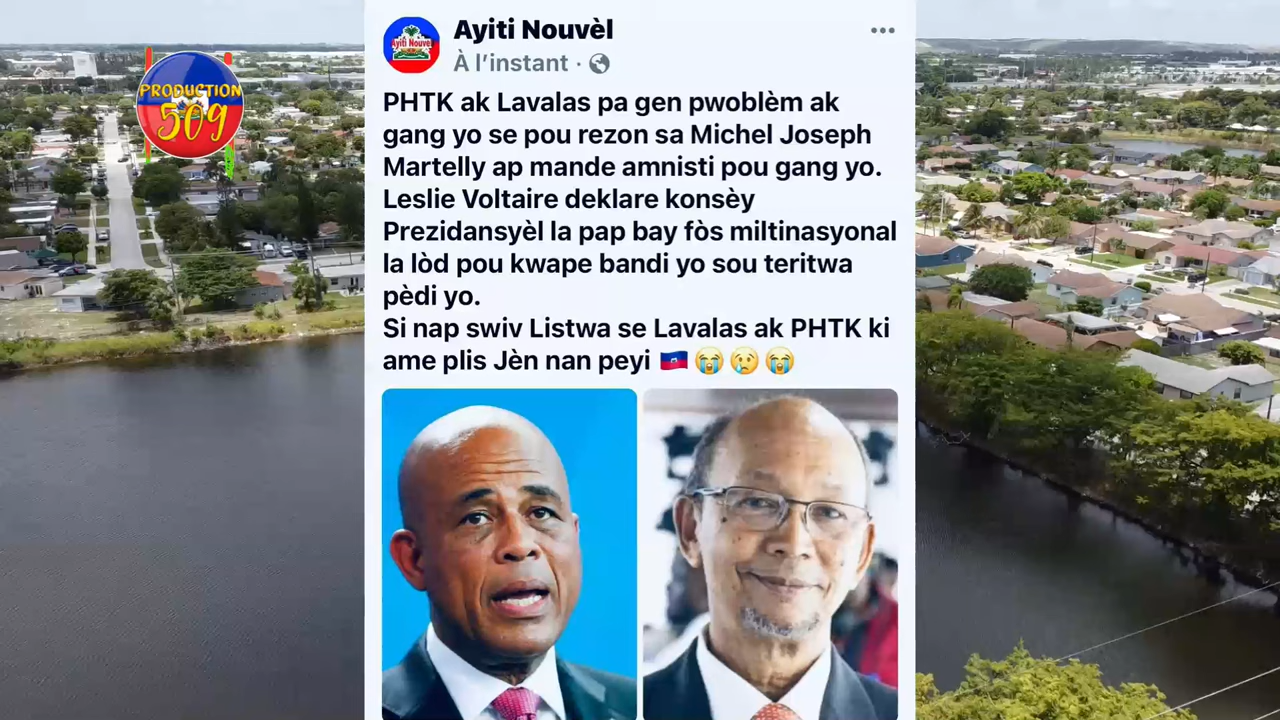 PRODUCTION
509
Ayiti Nouvèl
Ayiti Nouvèl
À l’instant ·
PHTK ak Lavalas pa gen pwoblèm ak
gang yo se pou rezon sa Michel Joseph
Martelly ap mande amnisti pou gang yo.
Leslie Voltaire deklare konsèy
Prezidansyèl la pap bay fòs miltinasyonal
la lòd pou kwape bandi yo sou teritwa
pèdi yo.
Si nap swiv Listwa se Lavalas ak PHTK ki
ame plis Jèn nan peyi 🇭🇹😭😢😭